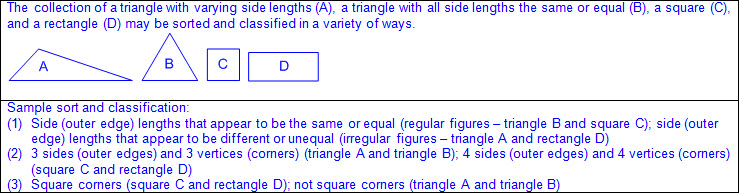 The collection of a triangle with varying side lengths (A), a triangle with all side lengths the same or equal (B), a square (C),
and a rectangle (D) may be sorted and classified in a variety of ways.
A B C D
Sample sort and classification:
(1) Side (outer edge) lengths that appear to be the same or equal (regular figures – triangle B and square C); side (outer
edge) lengths that appear to be different or unequal (irregular figures – triangle A and rectangle D)
(2) 3 sides (outer edges) and 3 vertices (corners) (triangle A and triangle B); 4 sides (outer edges) and 4 vertices (corners)
(square C and rectangle D)
(3) Square corners (square C and rectangle D); not square corners (triangle A and triangle B)